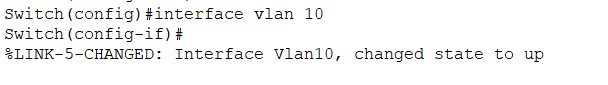 Switch(config)#interface vlan 10
Switch(config-if)#
%LINK-5-CHANGED: Interface Vlan10, changed state to up